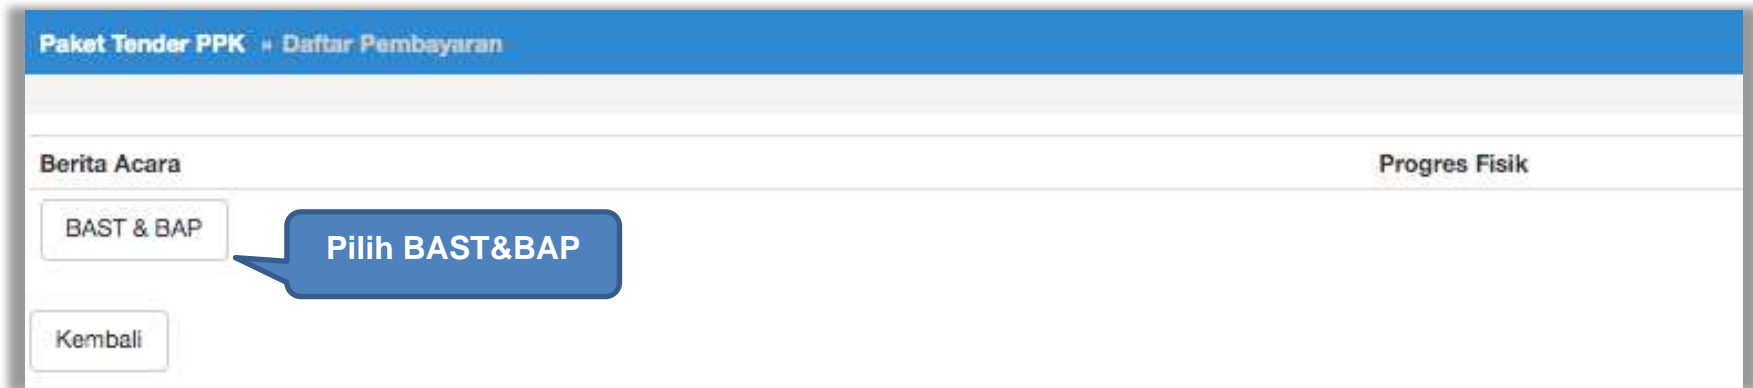 Paket Tender PPK » Daftar Pembayaran
Berita Acara Progres Fisik
BAST & BAP
Pilih BAST&BAP
Kembali